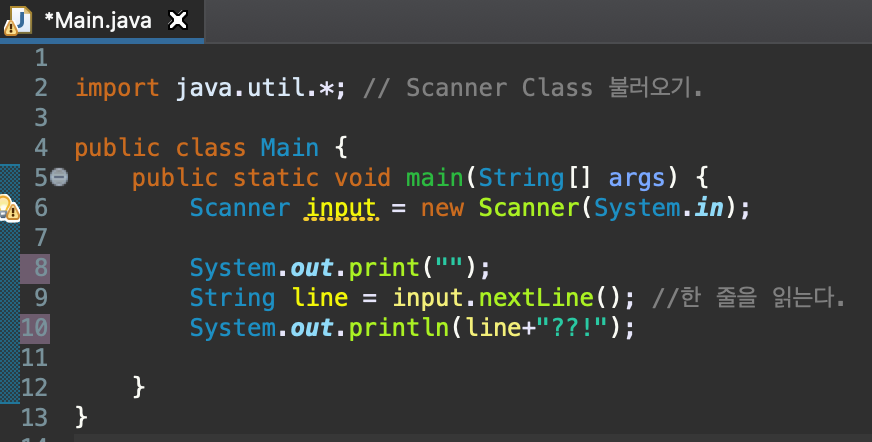 *Main.java
1
2 import java.util.*; // Scanner Class 불러오기.
3
4 public class Main {
5 public static void main(String[] args) {
6 Scanner input = new Scanner(System.in);
7
8 System.out.print("");
9 String line = input.nextLine(); //한 줄을 읽는다.
10 System.out.println(line+"??!");
11
12 }
13 }